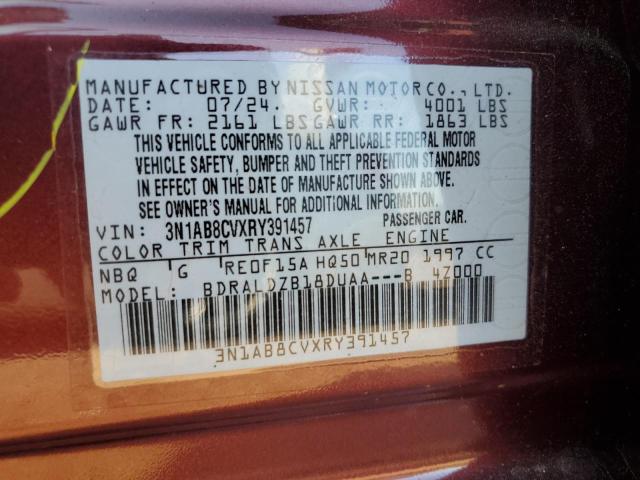 MANUFACTURED BY NISSAN MOTOR CO., LTD.
DATE: 07/24 GVWR: 4001 LBS
GAWR FR: 2161 LBS GAWR RR: 1863 LBS
THIS VEHICLE CONFORMS TO ALL APPLICABLE FEDERAL MOTOR
VEHICLE SAFETY, BUMPER AND THEFT PREVENTION STANDARDS
IN EFFECT ON THE DATE OF MANUFACTURE SHOWN ABOVE.
SEE OWNER'S MANUAL FOR ADDITIONAL INFORMATION.
VIN: 3N1AB8CVXRY391457 PASSENGER CAR.
COLOR TRIM TRANS AXLE ENGINE
NBQ G RE0F15A HQ50 MR20 1997 CC
MODEL: BDRALDZB18DUAA---B 4Z000
3N1AB8CVXRY391457